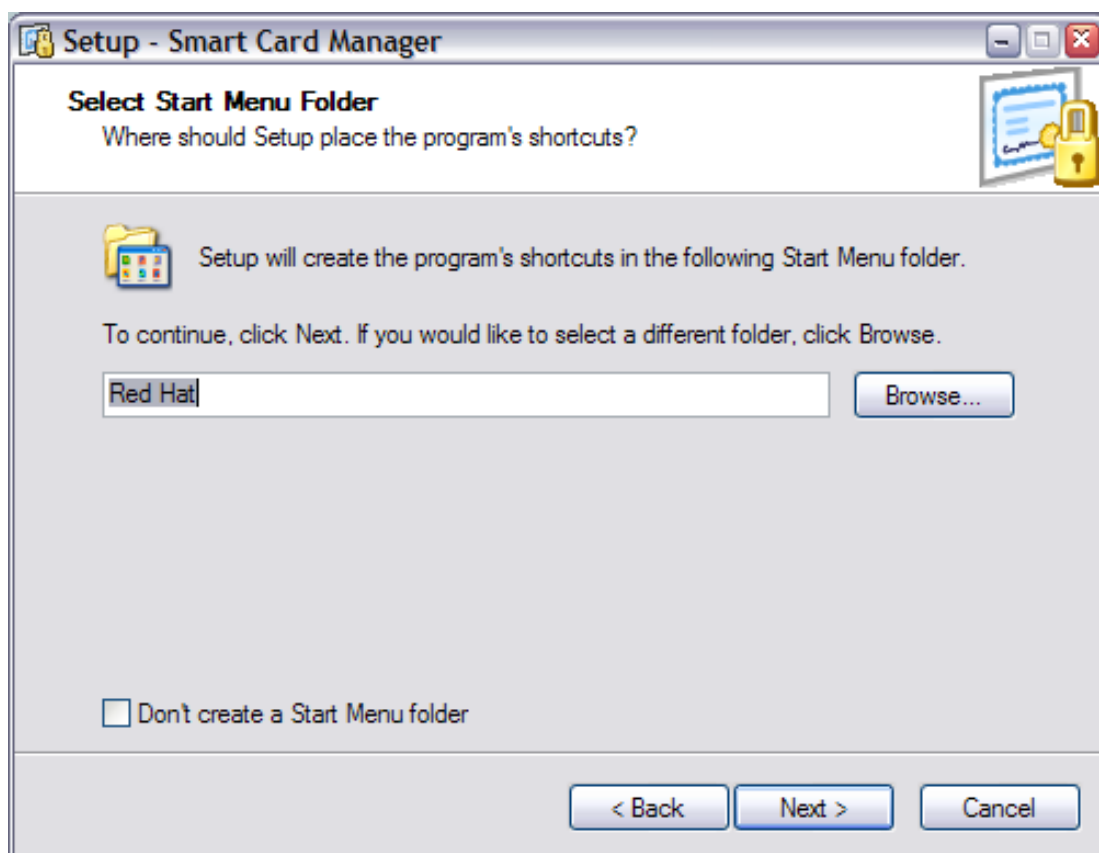 Setup - Smart Card Manager
Select Start Menu Folder
Where should Setup place the program's shortcuts?
Setup will create the program's shortcuts in the following Start Menu folder.
To continue, click Next. If you would like to select a different folder, click Browse.
Red Hat
Browse...
Don't create a Start Menu folder
< Back
Next >
Cancel